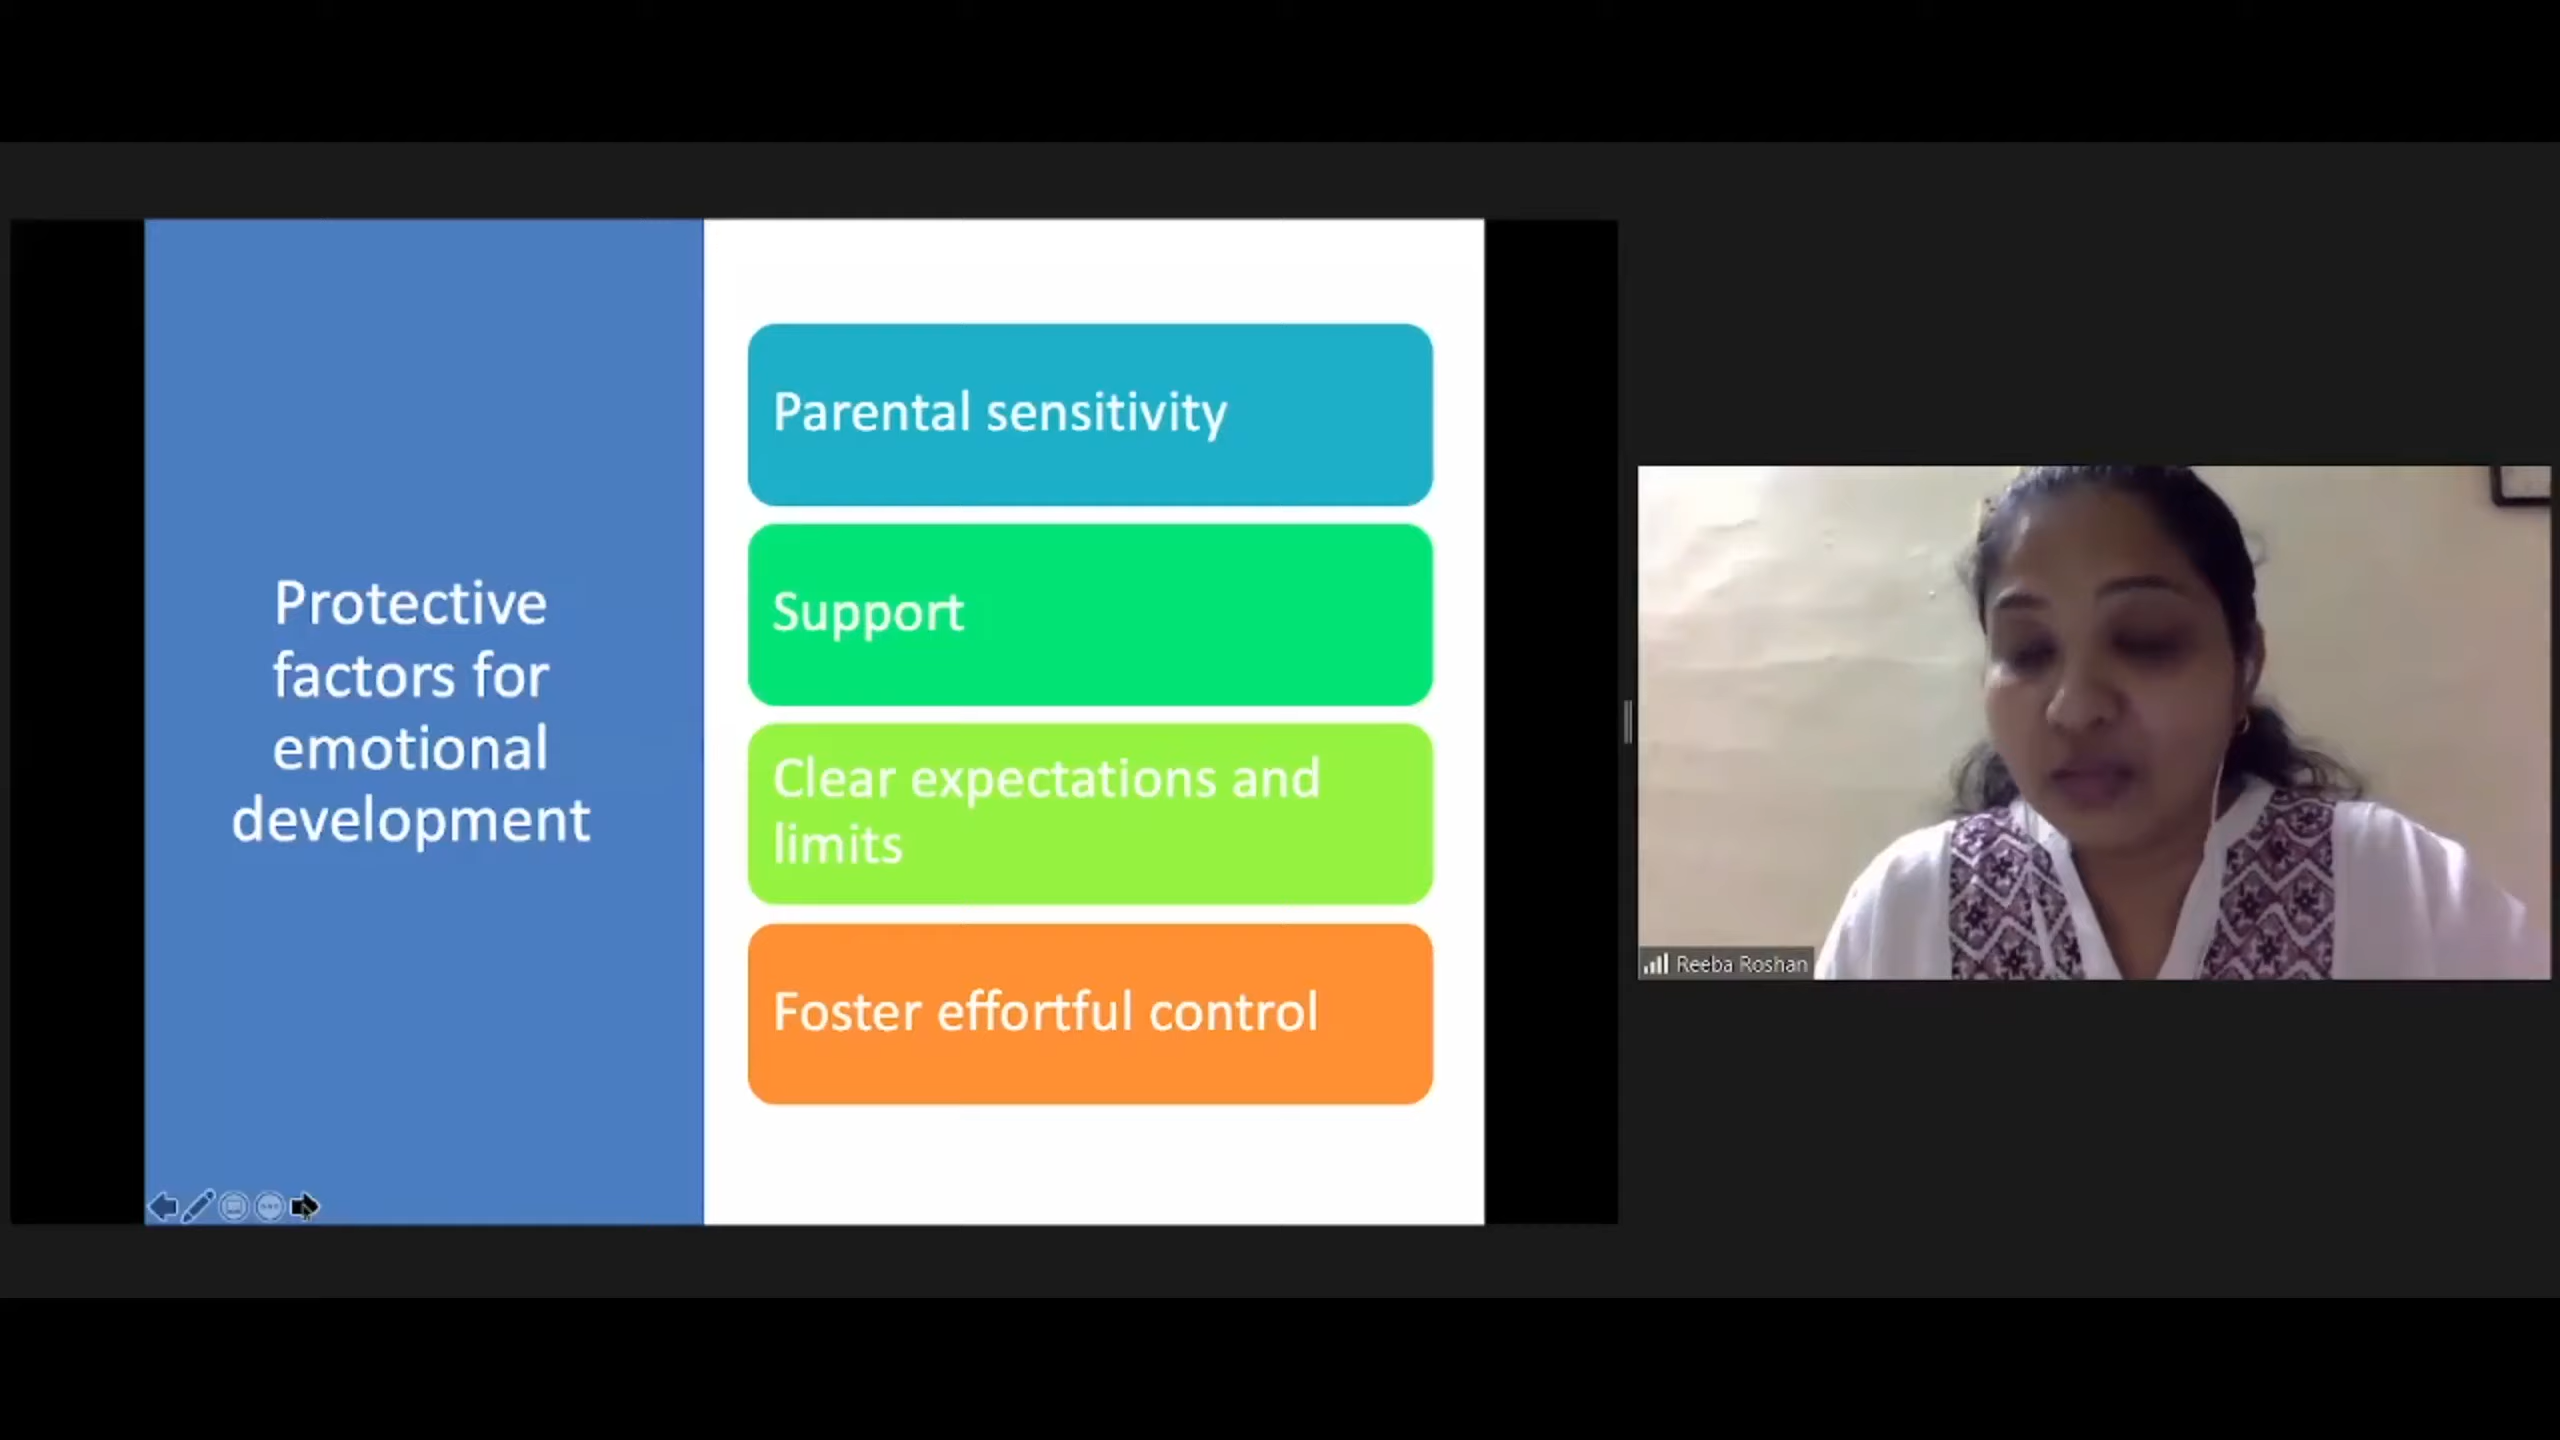 Protective
factors for
emotional
development
Parental sensitivity
Support
Clear expectations and
limits
Foster effortful control
Reeba Roshan